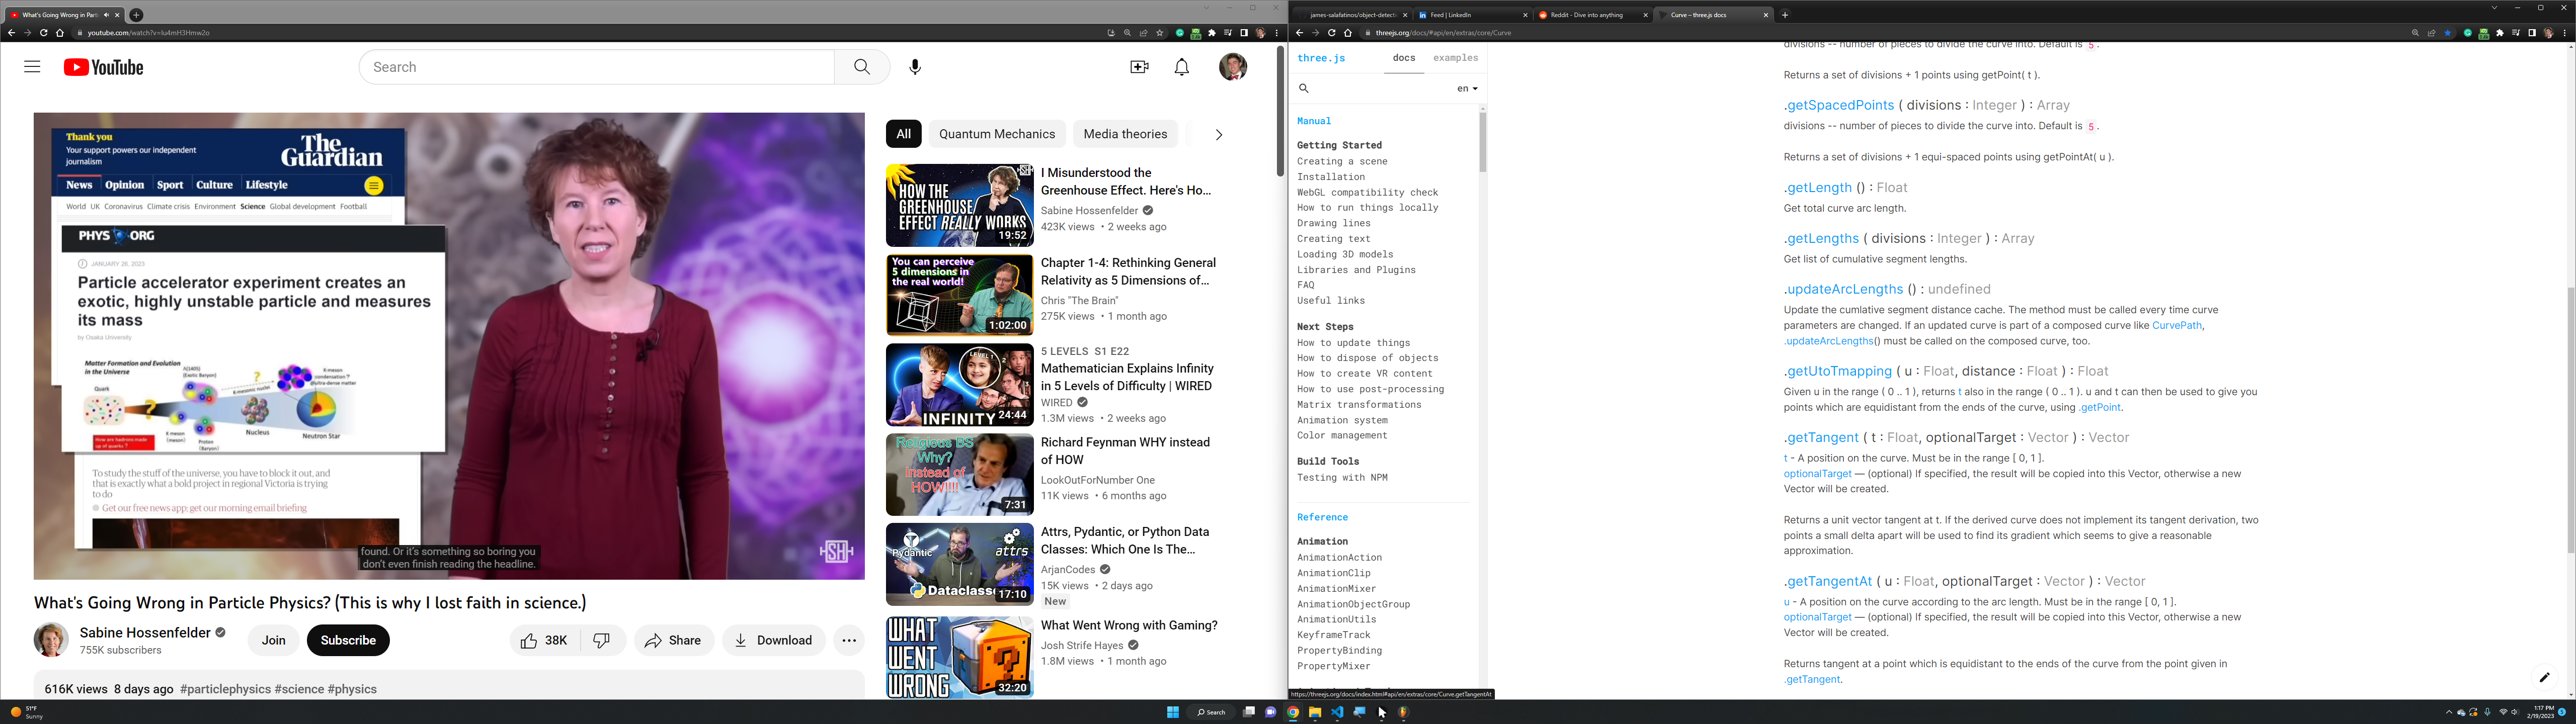 What's Going Wrong in Parti
youtube.com/watch?v=lu4mH3Hmw2o
YouTube
Search
Thank you
Your support powers our independent
journalism
The
Guardian
News Opinion Sport Culture Lifestyle
World UK Coronavirus Climate crisis Environment Science Global development Football
PHYS ORG
JANUARY 26, 2023
Particle accelerator experiment creates an
exotic, highly unstable particle and measures
its mass
by Osaka University
Matter Formation and Evolution
in the Universe
Quark
Λ(1405)
(Exotic Baryon)
K-mesonic nuclei
K-meson
condensation ?
Ultra-dense matter
?
?
K meson
(meson)
Proton
(Baryon)
Nucleus
Neutron Star
How are hadrons made
up of quarks ?
To study the stuff of the universe, you have to block it out, and
that is exactly what a bold project in regional Victoria is trying
to do
Get our free news app; get our morning email briefing
found. Or it's something so boring you
don't even finish reading the headline.
SH
What's Going Wrong in Particle Physics? (This is why I lost faith in science.)
Sabine Hossenfelder
755K subscribers
Join
Subscribe
38K
Share
Download
616K views 8 days ago #particlephysics #science #physics
All
Quantum Mechanics
Media theories
HOW THE
GREENHOUSE
EFFECT REALLY WORKS
19:52
I Misunderstood the
Greenhouse Effect. Here's Ho...
Sabine Hossenfelder
423K views • 2 weeks ago
You can perceive
5 dimensions in
the real world!
1:02:00
Chapter 1-4: Rethinking General
Relativity as 5 Dimensions of...
Chris "The Brain"
275K views • 1 month ago
LEVEL 1
2
3
INFINITY
24:44
5 LEVELS S1 E22
Mathematician Explains Infinity
in 5 Levels of Difficulty | WIRED
WIRED
1.3M views • 2 weeks ago
Religious BS
Why?
Instead of
HOW!!!!
7:31
Richard Feynman WHY instead
of HOW
LookOutForNumber One
11K views • 6 months ago
Pydantic
attrs
Dataclass
17:10
Attrs, Pydantic, or Python Data
Classes: Which One Is The...
ArjanCodes
15K views • 2 days ago
New
WHAT
WENT
WRONG
32:20
What Went Wrong with Gaming?
Josh Strife Hayes
1.8M views • 1 month ago
james-salafatinos/object-detecti
Feed | LinkedIn
Reddit - Dive into anything
Curve – three.js docs
threejs.org/docs/#api/en/extras/core/Curve
three.js
docs
examples
en
Manual
Getting Started
Creating a scene
Installation
WebGL compatibility check
How to run things locally
Drawing lines
Creating text
Loading 3D models
Libraries and Plugins
FAQ
Useful links
Next Steps
How to update things
How to dispose of objects
How to create VR content
How to use post-processing
Matrix transformations
Animation system
Color management
Build Tools
Testing with NPM
Reference
Animation
AnimationAction
AnimationClip
AnimationMixer
AnimationObjectGroup
AnimationUtils
KeyframeTrack
PropertyBinding
PropertyMixer
https://threejs.org/docs/index.html#api/en/extras/core/Curve.getTangentAt
divisions -- number of pieces to divide the curve into. Default is 5.
Returns a set of divisions + 1 points using getPoint( t ).
.getSpacedPoints ( divisions : Integer ) : Array
divisions -- number of pieces to divide the curve into. Default is 5.
Returns a set of divisions + 1 equi-spaced points using getPointAt( u ).
.getLength () : Float
Get total curve arc length.
.getLengths ( divisions : Integer ) : Array
Get list of cumulative segment lengths.
.updateArcLengths () : undefined
Update the cumlative segment distance cache. The method must be called every time curve
parameters are changed. If an updated curve is part of a composed curve like CurvePath,
.updateArcLengths() must be called on the composed curve, too.
.getUtoTmapping ( u : Float, distance : Float ) : Float
Given u in the range ( 0 .. 1 ), returns t also in the range ( 0 .. 1 ). u and t can then be used to give you
points which are equidistant from the ends of the curve, using .getPoint.
.getTangent ( t : Float, optionalTarget : Vector ) : Vector
t - A position on the curve. Must be in the range [ 0, 1 ].
optionalTarget — (optional) If specified, the result will be copied into this Vector, otherwise a new
Vector will be created.
Returns a unit vector tangent at t. If the derived curve does not implement its tangent derivation, two
points a small delta apart will be used to find its gradient which seems to give a reasonable
approximation.
.getTangentAt ( u : Float, optionalTarget : Vector ) : Vector
u - A position on the curve according to the arc length. Must be in the range [ 0, 1 ].
optionalTarget — (optional) If specified, the result will be copied into this Vector, otherwise a new
Vector will be created.
Returns tangent at a point which is equidistant to the ends of the curve from the point given in
.getTangent.
51°F
Sunny
Search
1:17 PM
2/19/2023